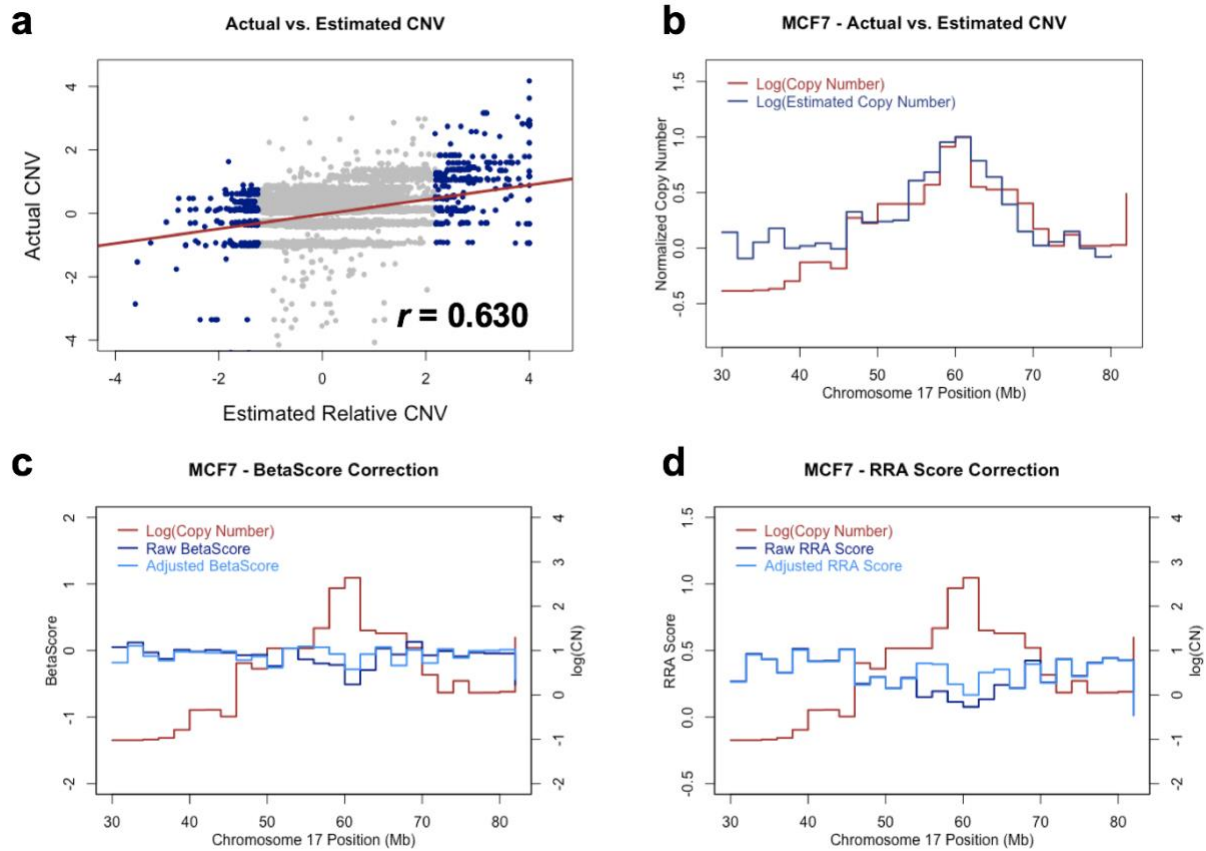 a
Actual vs. Estimated CNV
Actual CNV
4
2
0
-2
-4
r = 0.630
-4 -2 0 2 4
Estimated Relative CNV
b
MCF7 - Actual vs. Estimated CNV
Normalized Copy Number
1.5
1.0
0.5
0.0
-0.5
Log(Copy Number)
Log(Estimated Copy Number)
30 40 50 60 70 80
Chromosome 17 Position (Mb)
c
MCF7 - BetaScore Correction
BetaScore
2
1
0
-1
-2
Log(Copy Number)
Raw BetaScore
Adjusted BetaScore
4
3
2
1
0
-1
-2
log(CN)
30 40 50 60 70 80
Chromosome 17 Position (Mb)
d
MCF7 - RRA Score Correction
RRA Score
1.5
1.0
0.5
0.0
-0.5
Log(Copy Number)
Raw RRA Score
Adjusted RRA Score
4
3
2
1
0
-1
-2
log(CN)
30 40 50 60 70 80
Chromosome 17 Position (Mb)